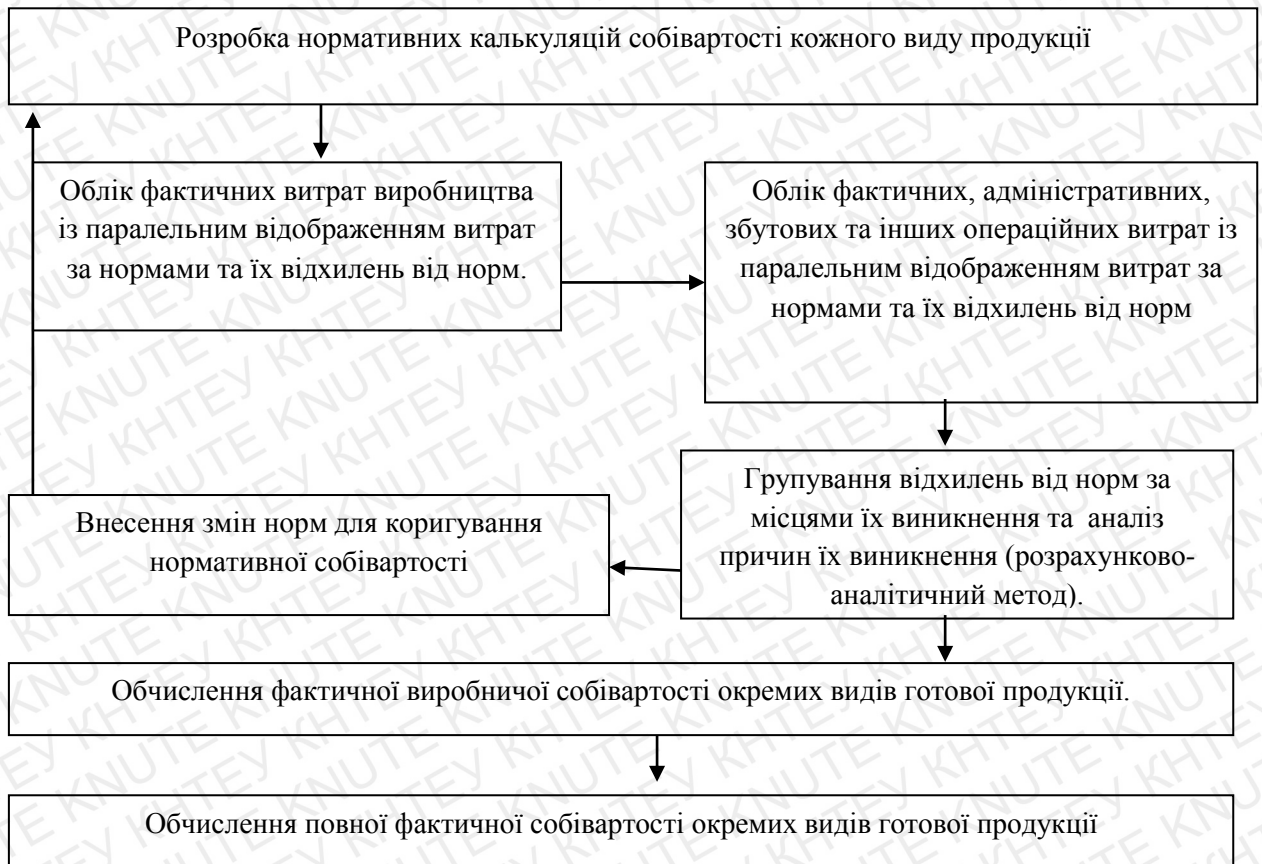 Розробка нормативних калькуляцій собівартості кожного виду продукції
Облік фактичних витрат виробництва
із паралельним відображенням витрат
за нормами та їх відхилень від норм.
Облік фактичних, адміністративних,
збутових та інших операційних витрат із
паралельним відображенням витрат за
нормами та їх відхилень від норм
Групування відхилень від норм за
місцями їх виникнення та аналіз
причин їх виникнення (розрахунково-
аналітичний метод).
Внесення змін норм для коригування
нормативної собівартості
Обчислення фактичної виробничої собівартості окремих видів готової продукції.
Обчислення повної фактичної собівартості окремих видів готової продукції